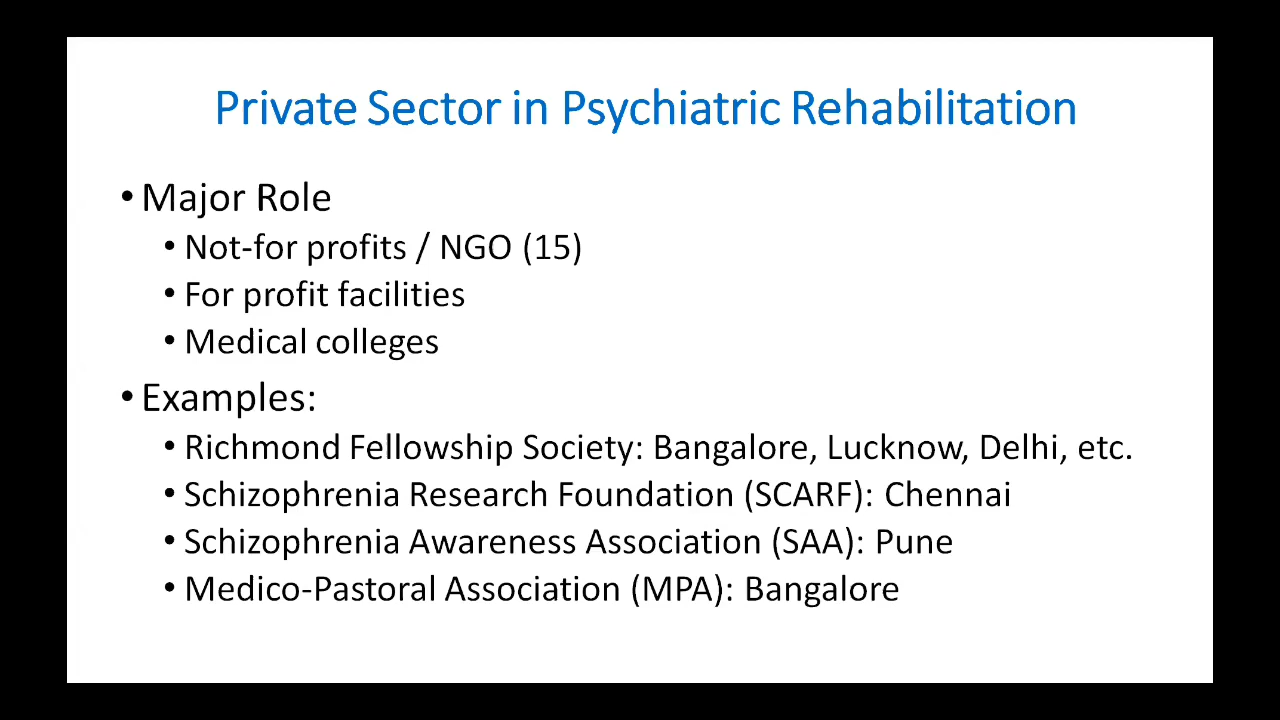 Private Sector in Psychiatric Rehabilitation
• Major Role
• Not-for profits / NGO (15)
• For profit facilities
• Medical colleges
• Examples:
• Richmond Fellowship Society: Bangalore, Lucknow, Delhi, etc.
• Schizophrenia Research Foundation (SCARF): Chennai
• Schizophrenia Awareness Association (SAA): Pune
• Medico-Pastoral Association (MPA): Bangalore